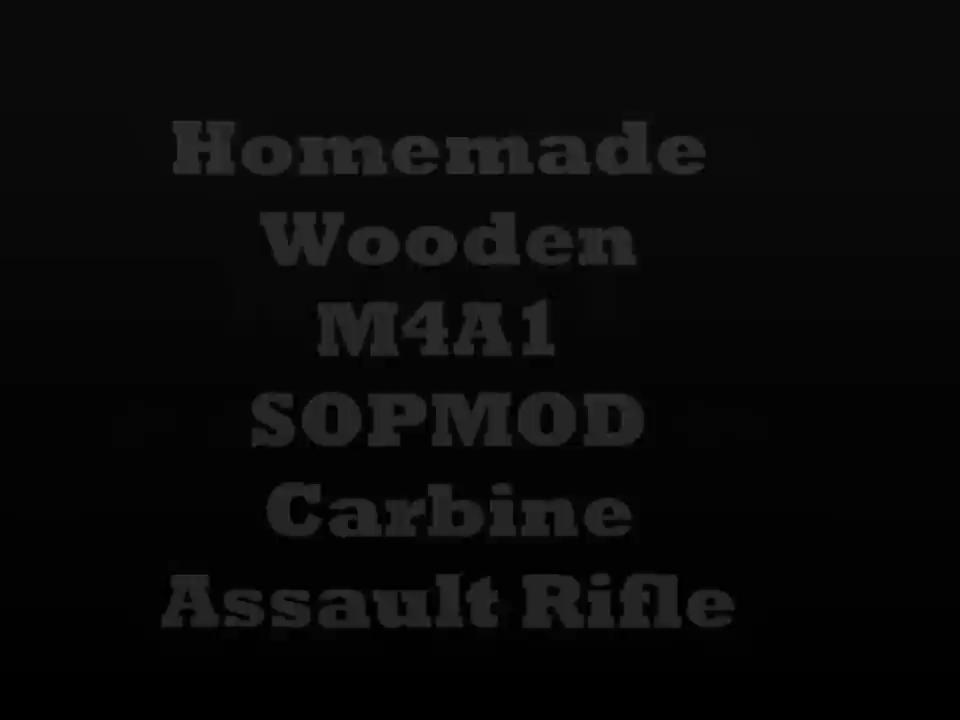 Homemade
Wooden
M4A1
SOPMOD
Carbine
Assault Rifle